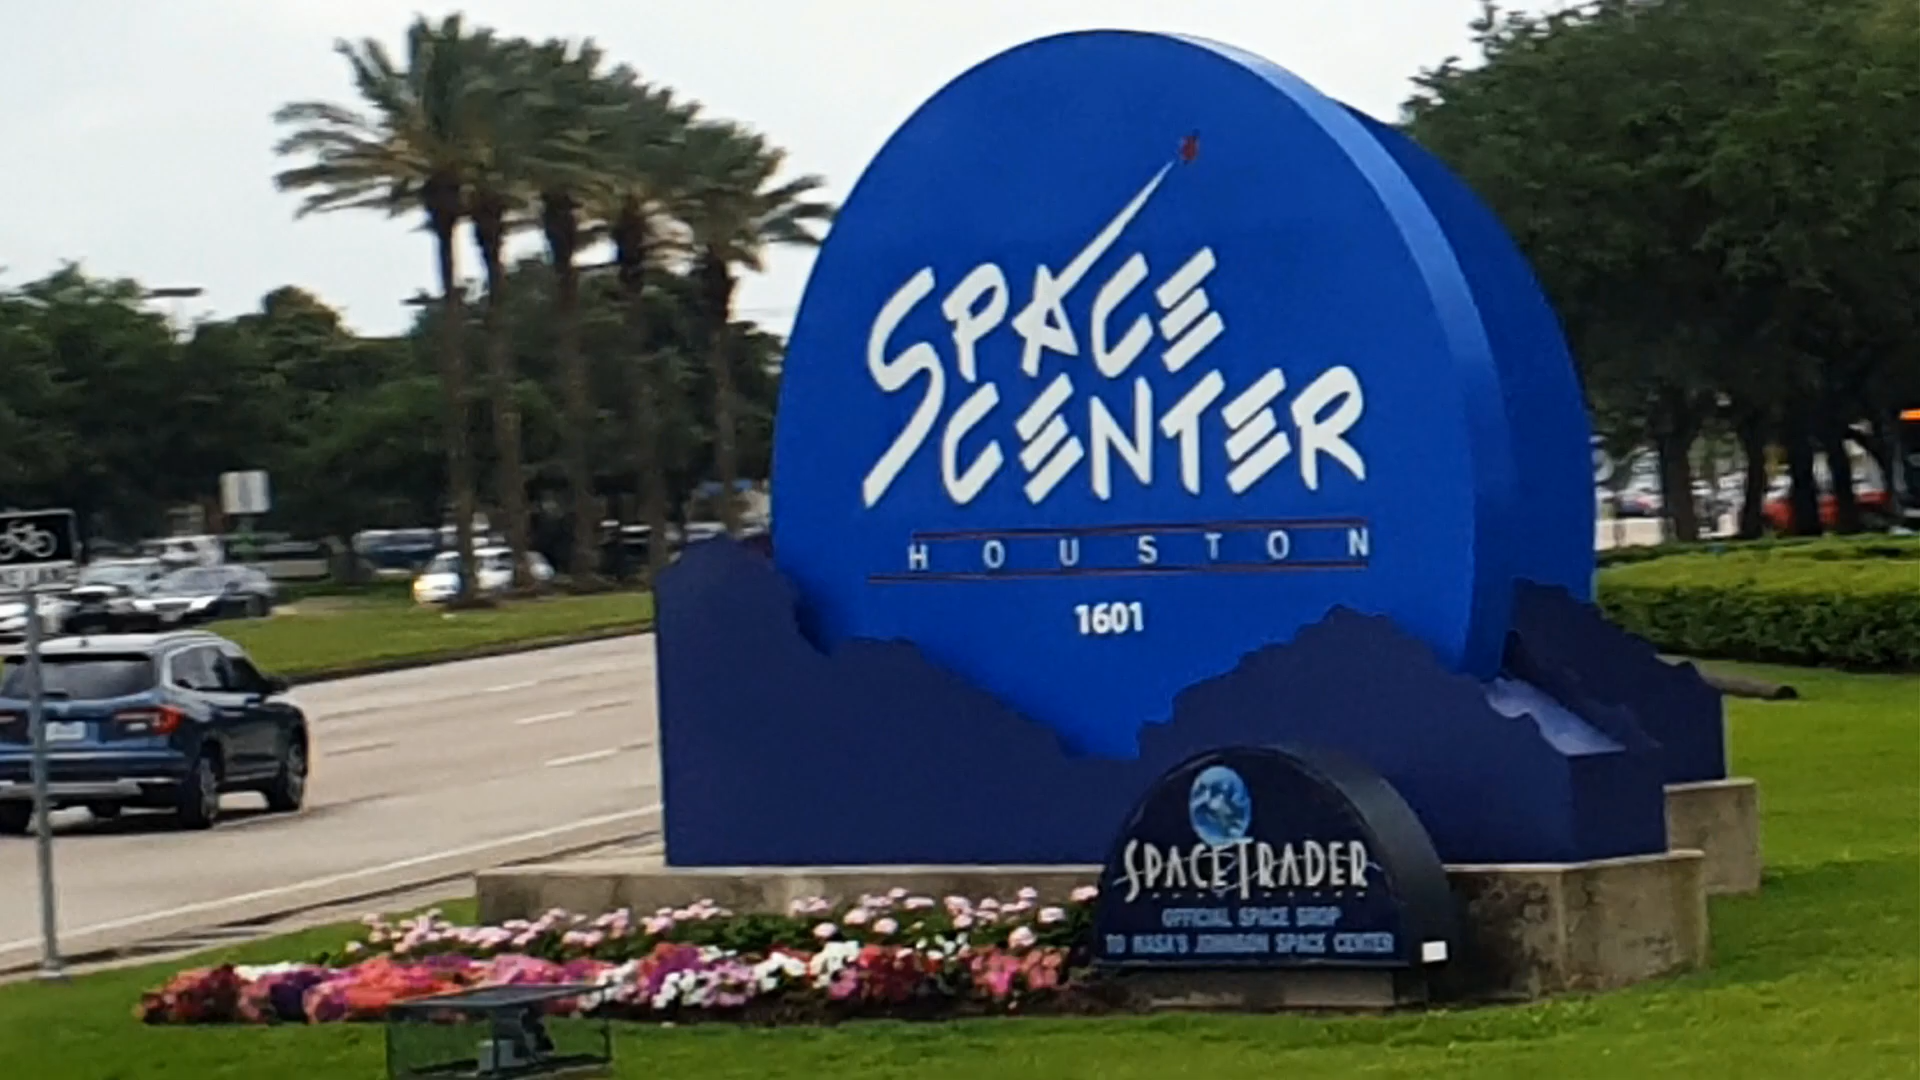 SPACE
CENTER
HOUSTON
1601
SPACETRADER
OFFICIAL SPACE SHOP
TO NASA'S JOHNSON SPACE CENTER